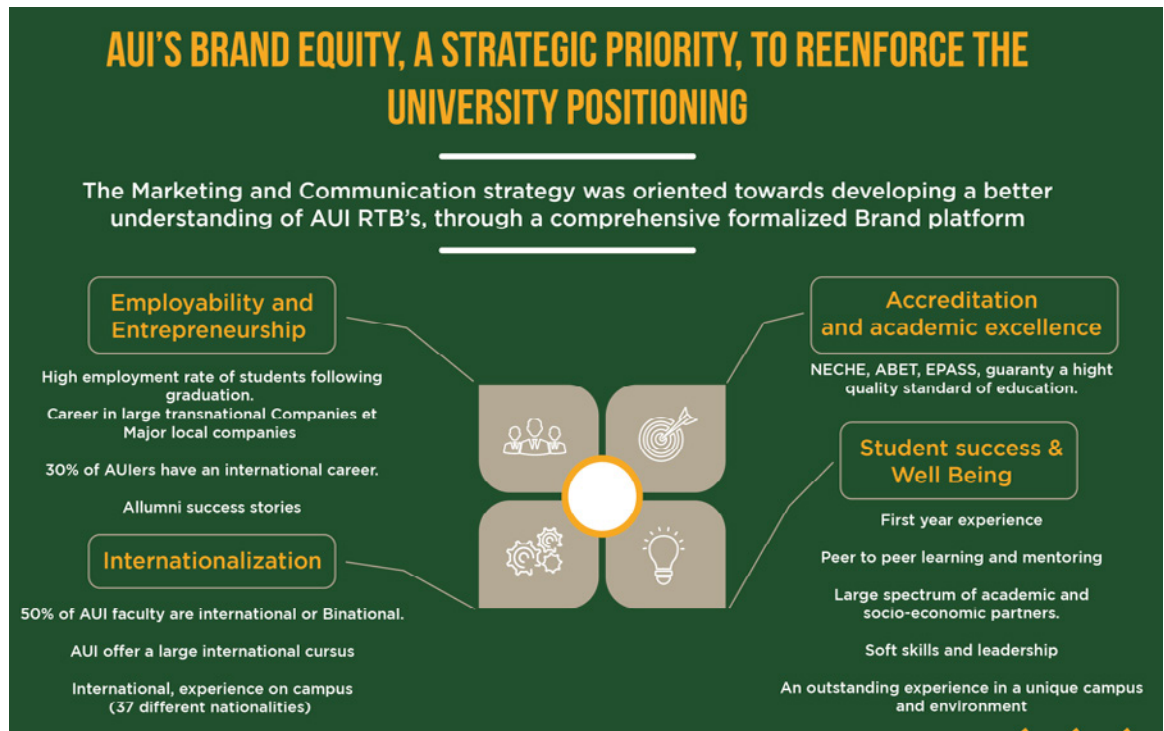 AUI'S BRAND EQUITY, A STRATEGIC PRIORITY, TO REENFORCE THE
UNIVERSITY POSITIONING
The Marketing and Communication strategy was oriented towards developing a better
understanding of AUI RTB's, through a comprehensive formalized Brand platform
Employability and
Entrepreneurship
High employment rate of students following
graduation.
Career in large transnational Companies et
Major local companies
30% of AUIers have an international career.
Allumni success stories
Internationalization
50% of AUI faculty are international or Binational.
AUI offer a large international cursus
International, experience on campus
(37 different nationalities)
Accreditation
and academic excellence
NECHE, ABET, EPASS, guaranty a hight
quality standard of education.
Student success &
Well Being
First year experience
Peer to peer learning and mentoring
Large spectrum of academic and
socio-economic partners.
Soft skills and leadership
An outstanding experience in a unique campus
and environment